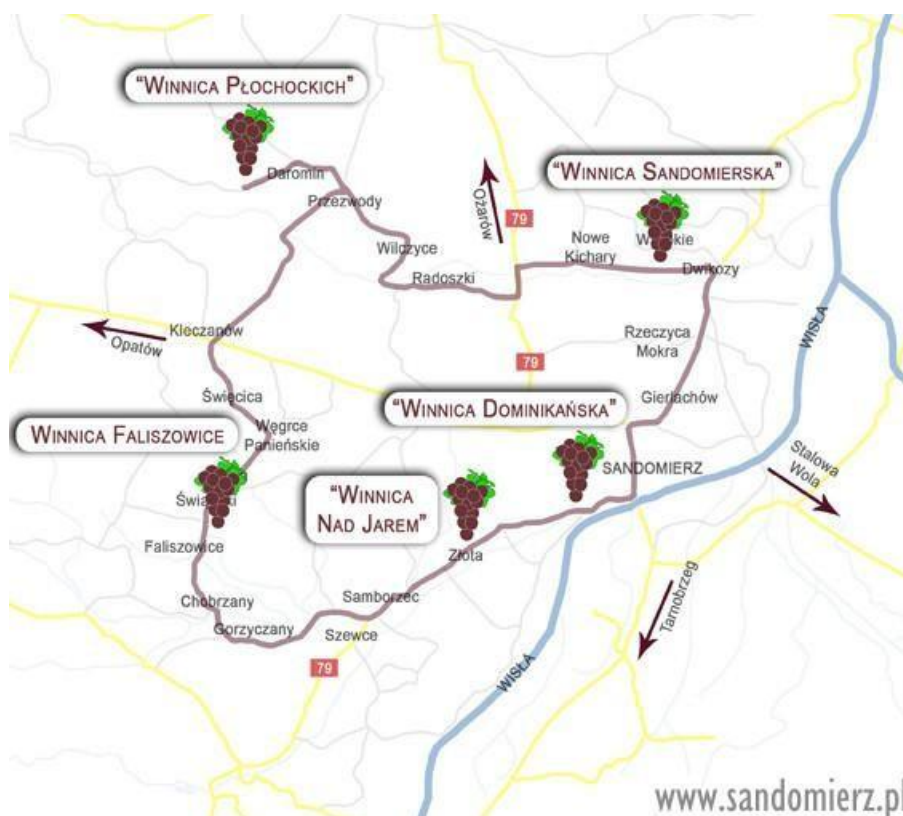 "Winnica Płochockich"
Daromin
Przezwody
Ożarów
79
"Winnica Sandomierska"
Wilczyce
Nowe
Kichary
Radoszki
Dwikozy
Kleczanów
Opatów
79
Rzeczyca
Mokra
WISŁA
Święcica
Gierlachów
"Winnica Dominikańska"
Węgrce
Panieńskie
Winnica Faliszowice
SANDOMIERZ
Stalowa
Wola
"Winnica
Nad Jarem"
Faliszowice
Złota
Chobrzany
Samborzec
Tarnobrzeg
Gorzyczany
Szewce
79
WISŁA
www.sandomierz.pl